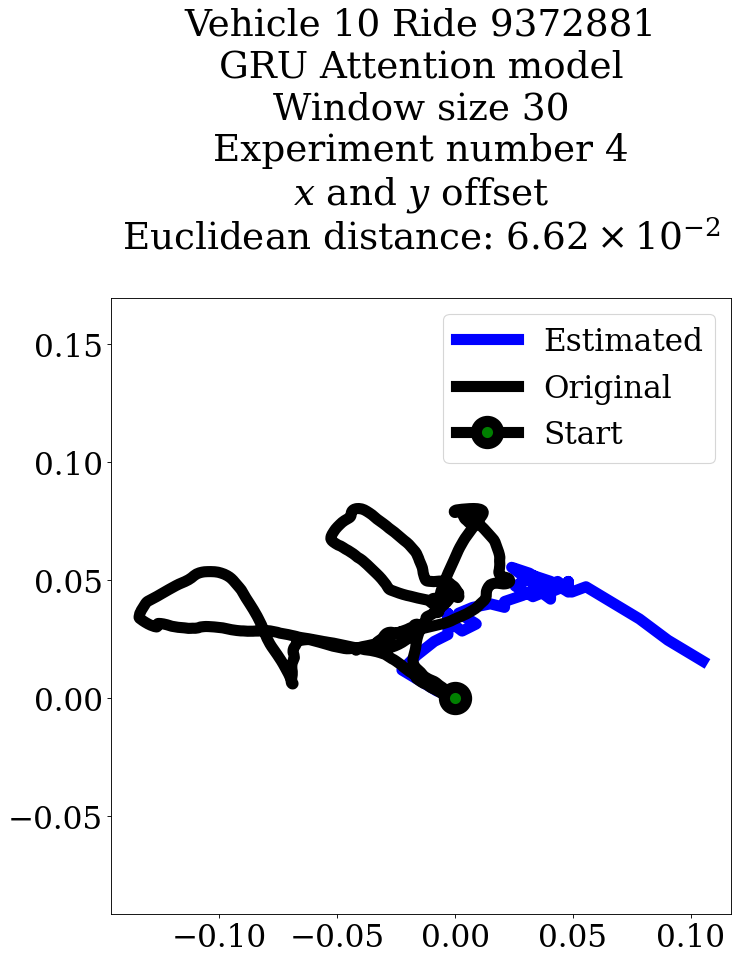 Vehicle 10 Ride 9372881
GRU Attention model
Window size 30
Experiment number 4
x and y offset
Euclidean distance: 6.62 × 10⁻²
Estimated
Original
Start
0.15
0.10
0.05
0.00
−0.05
−0.10 −0.05 0.00 0.05 0.10